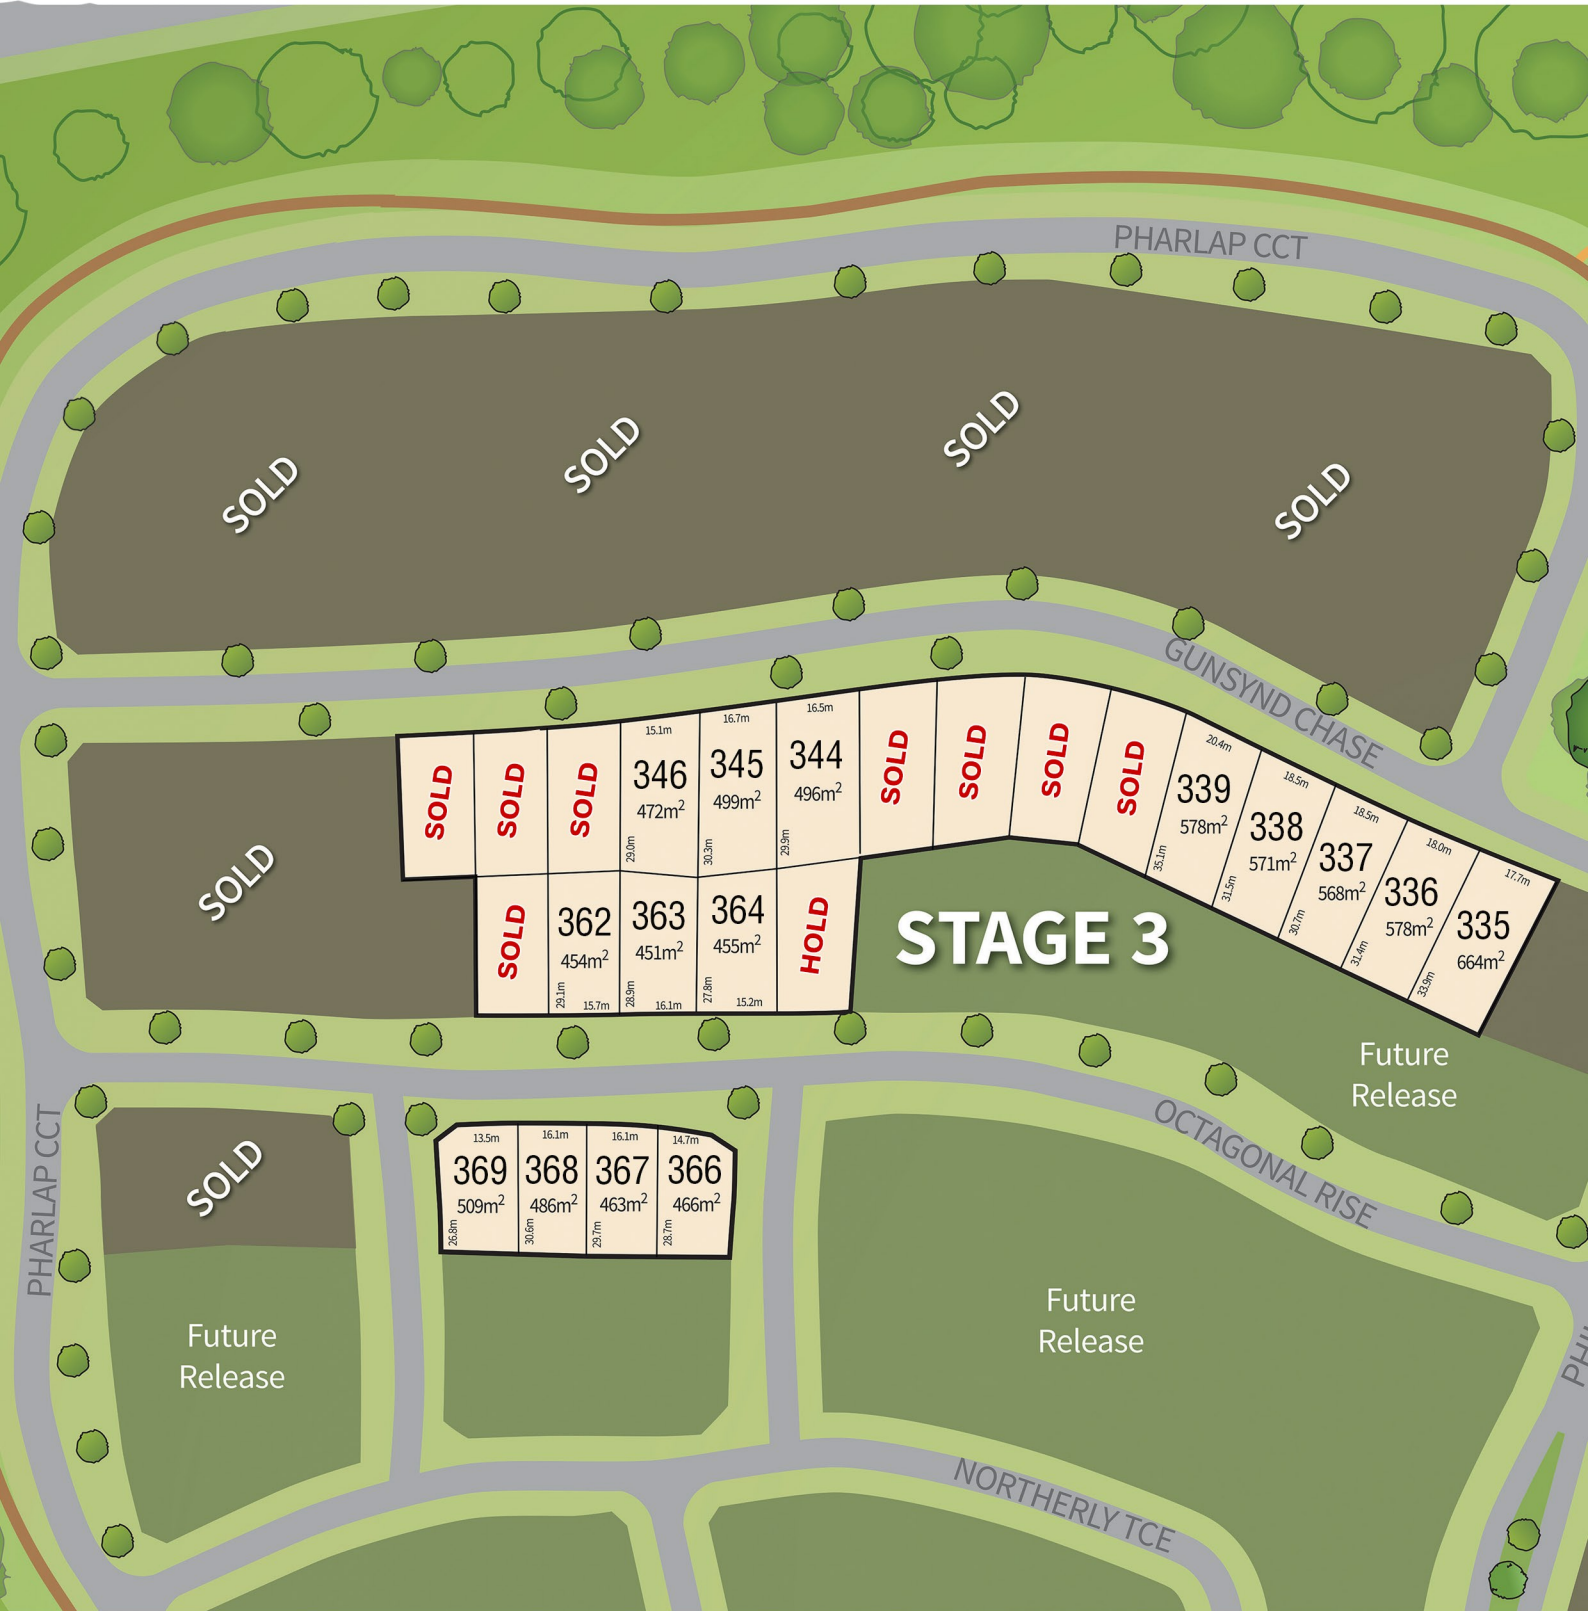 PHARLAP CCT
SOLD
SOLD
SOLD
SOLD
GUNSYND CHASE
SOLD
SOLD
SOLD
SOLD
15.1m
346
472m²
29.0m
16.7m
345
499m²
30.3m
16.5m
344
496m²
29.9m
SOLD
SOLD
SOLD
SOLD
20.4m
339
578m²
35.1m
18.5m
338
571m²
31.5m
18.5m
337
568m²
30.7m
18.0m
336
578m²
31.4m
17.7m
335
664m²
33.9m
SOLD
362
454m²
29.1m
15.7m
363
451m²
28.9m
16.1m
364
455m²
27.8m
15.2m
HOLD
STAGE 3
Future
Release
PHARLAP CCT
SOLD
13.5m
369
509m²
26.8m
16.1m
368
486m²
30.6m
16.1m
367
463m²
29.7m
14.7m
366
466m²
28.7m
OCTAGONAL RISE
Future
Release
Future
Release
NORTHERLY TCE